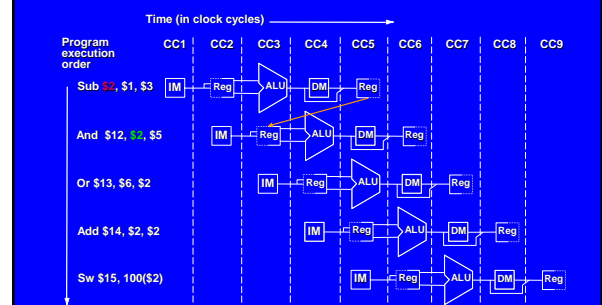 Time (in clock cycles)
Program execution order
CC1 CC2 CC3 CC4 CC5 CC6 CC7 CC8 CC9
Sub $2, $1, $3 IM Reg ALU DM Reg
And $12, $2, $5 IM Reg ALU DM Reg
Or $13, $6, $2 IM Reg ALU DM Reg
Add $14, $2, $2 IM Reg ALU DM Reg
Sw $15, 100($2) IM Reg ALU DM Reg